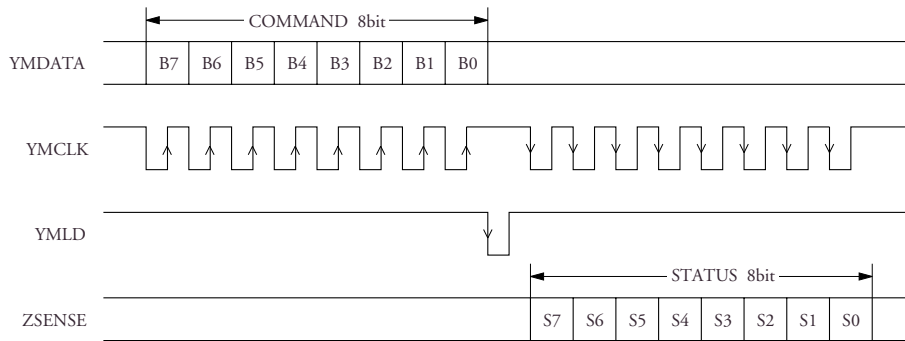 COMMAND 8bit
YMDATA B7 B6 B5 B4 B3 B2 B1 B0
YMCLK
YMLD
STATUS 8bit
ZSENSE S7 S6 S5 S4 S3 S2 S1 S0